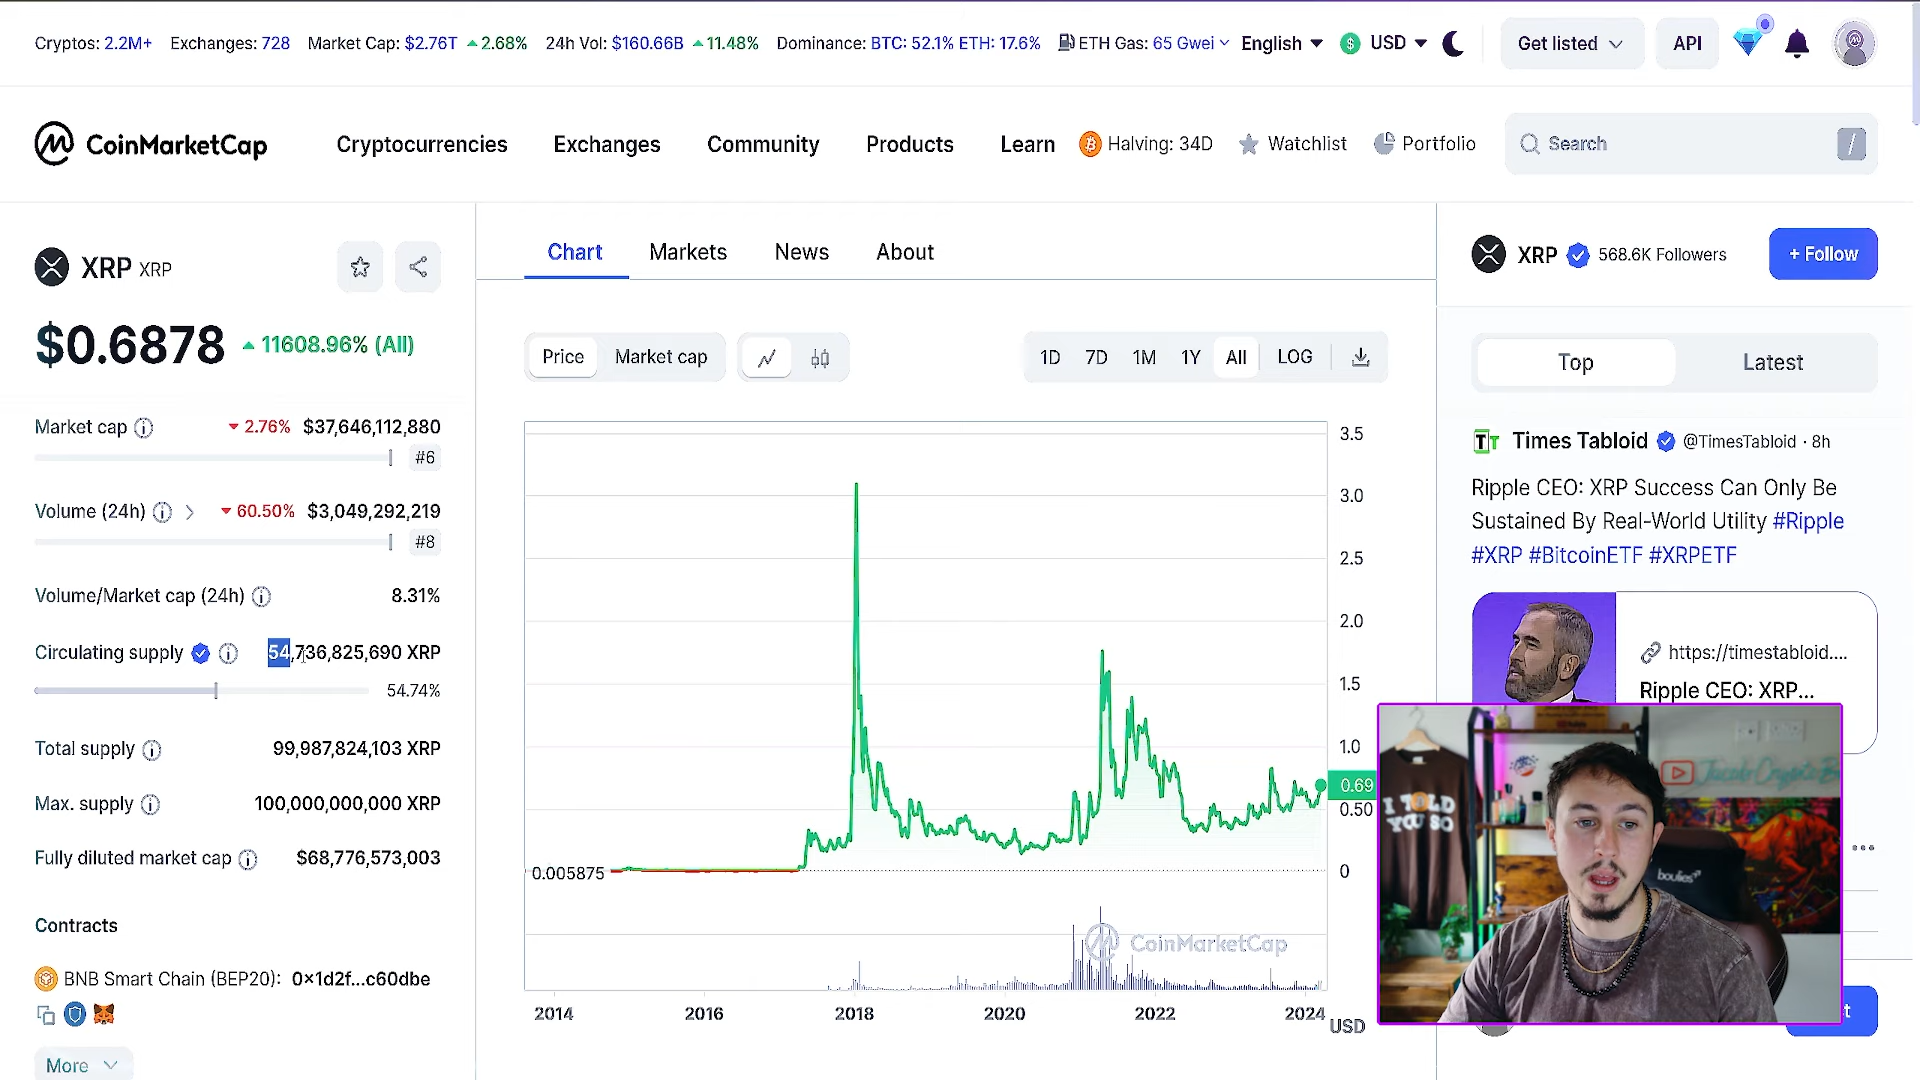 Cryptos: 2.2M+ Exchanges: 728 Market Cap: $2.76T 2.68% 24h Vol: $160.66B 11.48% Dominance: BTC: 52.1% ETH: 17.6% ETH Gas: 65 Gwei English USD Get listed API
CoinMarketCap Cryptocurrencies Exchanges Community Products Learn Halving: 34D Watchlist Portfolio Search /
XRP XRP
$0.6878 11608.96% (All)
Market cap 2.76% $37,646,112,880
#6
Volume (24h) 60.50% $3,049,292,219
#8
Volume/Market cap (24h) 8.31%
Circulating supply 54,736,825,690 XRP
54.74%
Total supply 99,987,824,103 XRP
Max. supply 100,000,000,000 XRP
Fully diluted market cap $68,776,573,003
Contracts
BNB Smart Chain (BEP20): 0x1d2f...c60dbe
More
Chart Markets News About
Price Market cap 1D 7D 1M 1Y All LOG
3.5
3.0
2.5
2.0
1.5
1.0
0.69
0.50
0
0.005875
CoinMarketCap
2014 2016 2018 2020 2022 2024
USD
XRP 568.6K Followers + Follow
Top Latest
TT Times Tabloid @TimesTabloid · 8h
Ripple CEO: XRP Success Can Only Be
Sustained By Real-World Utility #Ripple
#XRP #BitcoinETF #XRPETF
https://timestabloid....
Ripple CEO: XRP...
I TOLD
YOU SO
boulies
t